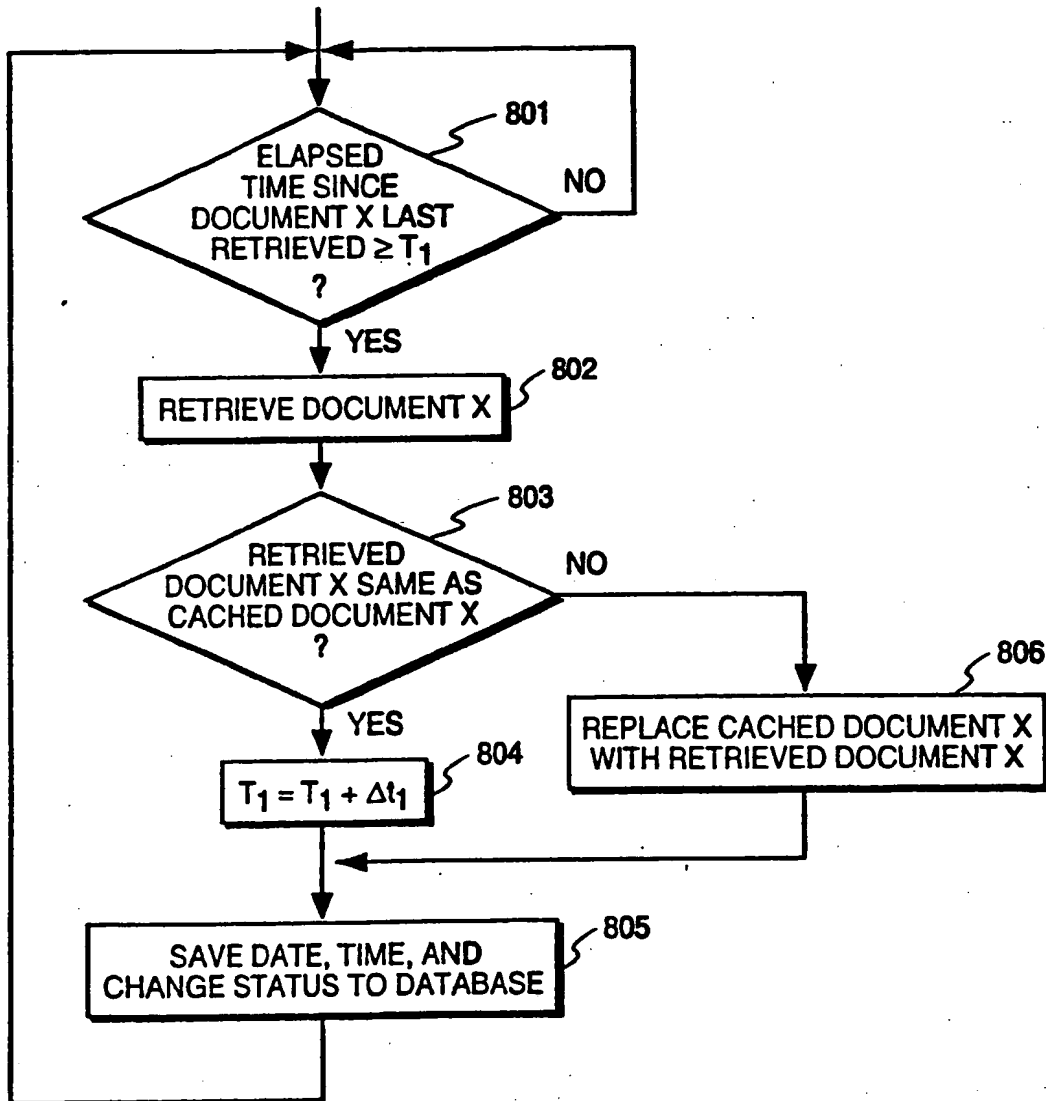 801
ELAPSED
TIME SINCE
DOCUMENT X LAST
RETRIEVED ≥ T1
?
NO
YES
802
RETRIEVE DOCUMENT X
803
RETRIEVED
DOCUMENT X SAME AS
CACHED DOCUMENT X
?
NO
YES
806
REPLACE CACHED DOCUMENT X
WITH RETRIEVED DOCUMENT X
804
T1 = T1 + Δt1
805
SAVE DATE, TIME, AND
CHANGE STATUS TO DATABASE